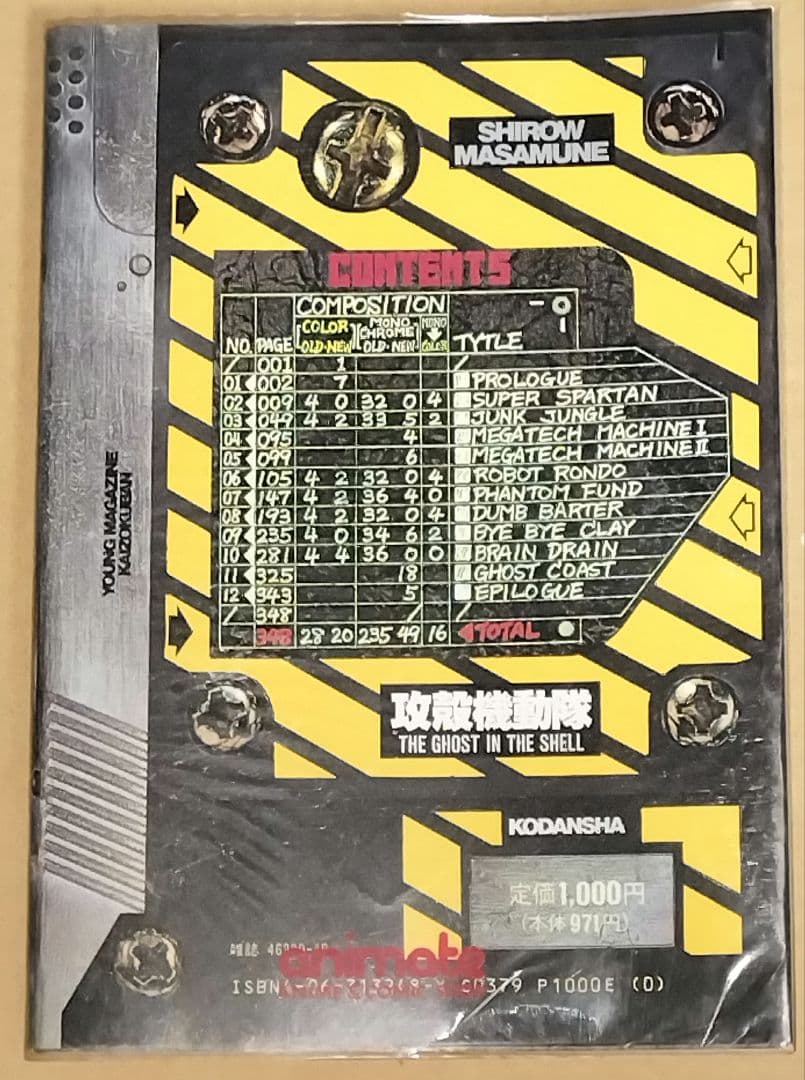 SHIROW
MASAMUNE
CONTENTS
COMPOSITION
COLOR MONO CHROME MONO
NO. PAGE OLD·NEW OLD·NEW COLOR TYTLE
/ 001 1 /
01 002 7 PROLOGUE
02 009 4 0 32 0 4 SUPER SPARTAN
03 049 4 2 33 5 2 JUNK JUNGLE
04 095 4 MEGATECH MACHINE I
05 099 6 MEGATECH MACHINE II
06 105 4 2 32 0 4 ROBOT RONDO
07 147 4 2 36 4 0 PHANTOM FUND
08 193 4 2 32 0 4 DUMB BARTER
09 235 4 0 34 6 2 BYE BYE CLAY
10 281 4 4 36 0 0 BRAIN DRAIN
11 325 18 GHOST COAST
12 343 5 EPILOGUE
/ 348 / /
348 28 20 235 49 16 TOTAL
YOUNG MAGAZINE
KAIZOKUBAN
攻殻機動隊
THE GHOST IN THE SHELL
KODANSHA
定価1,000円
(本体971円)
雑誌
animate
P1000E (0)